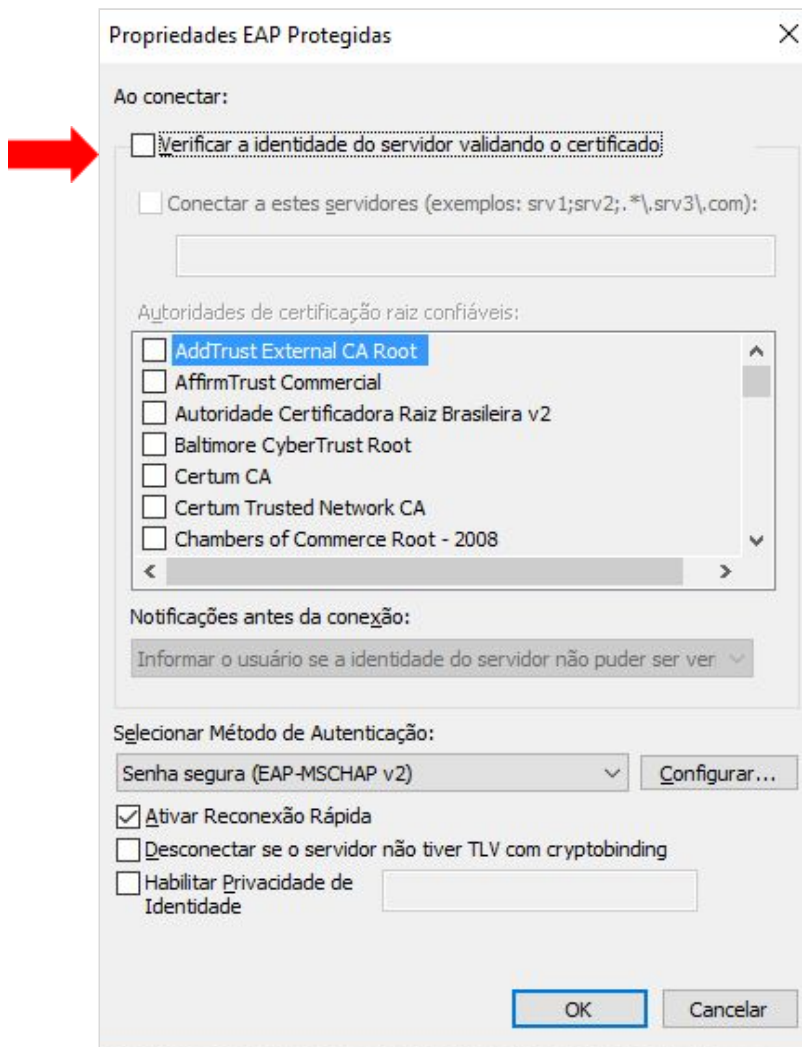 Propriedades EAP Protegidas
Ao conectar:
Verificar a identidade do servidor validando o certificado
Conectar a estes servidores (exemplos: srv1;srv2;.*\.srv3\.com):
Autoridades de certificação raiz confiáveis:
AddTrust External CA Root
AffirmTrust Commercial
Autoridade Certificadora Raiz Brasileira v2
Baltimore CyberTrust Root
Certum CA
Certum Trusted Network CA
Chambers of Commerce Root - 2008
Notificações antes da conexão:
Informar o usuário se a identidade do servidor não puder ser ver
Selecionar Método de Autenticação:
Senha segura (EAP-MSCHAP v2)
Configurar...
Ativar Reconexão Rápida
Desconectar se o servidor não tiver TLV com cryptobinding
Habilitar Privacidade de
Identidade
OK
Cancelar